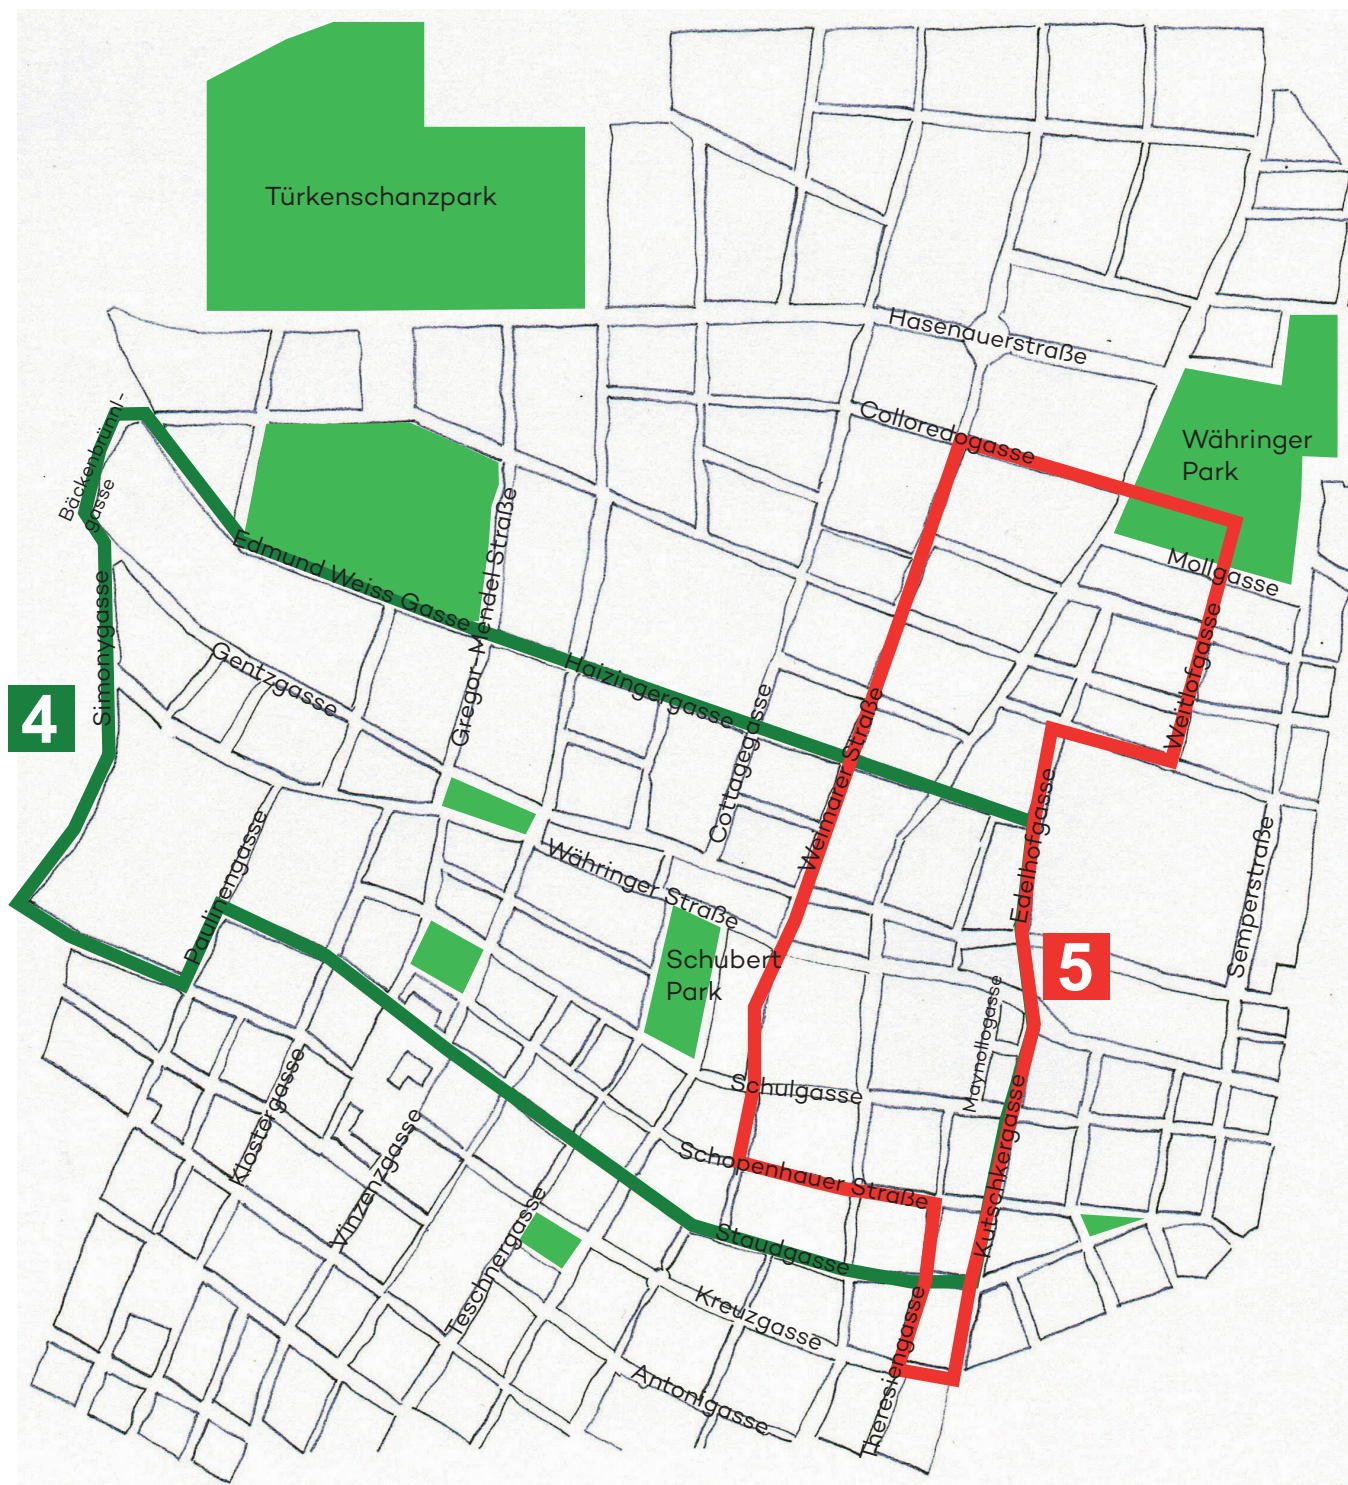 Türkenschanzpark
Hasenauerstraße
Colloredogasse
Währinger
Park
Bäckenbrünnl-
gasse
Mollgasse
Edmund Weiss Gasse
Gregor-Mendel Straße
Simonygasse
Gentzgasse
Haizingergasse
Weitlofgasse
Cottagegasse
Weimarer Straße
4
Edelhofgasse
Semperstraße
Währinger Straße
Paulinengasse
Schubert
Park
5
Maynollogasse
Schulgasse
Klostergasse
Vinzenzgasse
Schopenhauer Straße
Kutschkergasse
Teschnergasse
Staudgasse
Kreuzgasse
Theresiengasse
Antonigasse